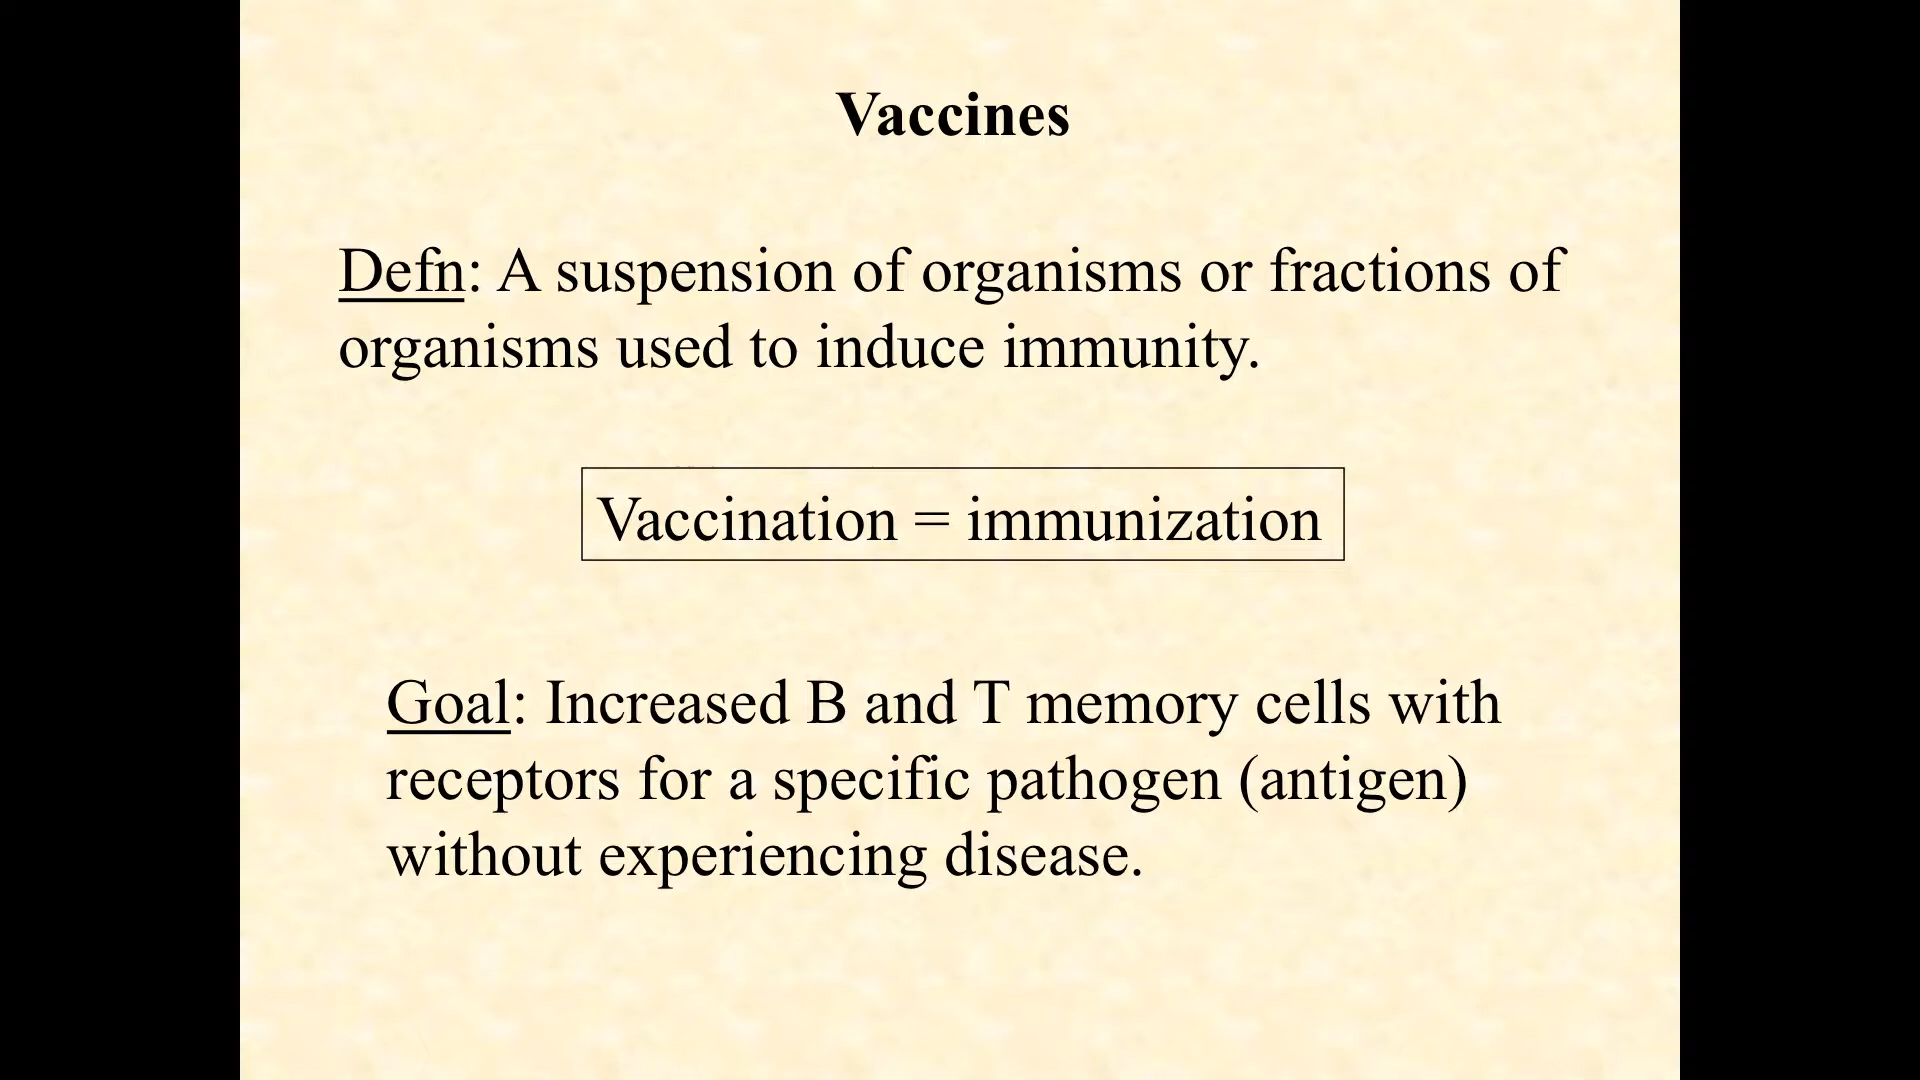 Vaccines
Defn: A suspension of organisms or fractions of
organisms used to induce immunity.
Vaccination = immunization
Goal: Increased B and T memory cells with
receptors for a specific pathogen (antigen)
without experiencing disease.